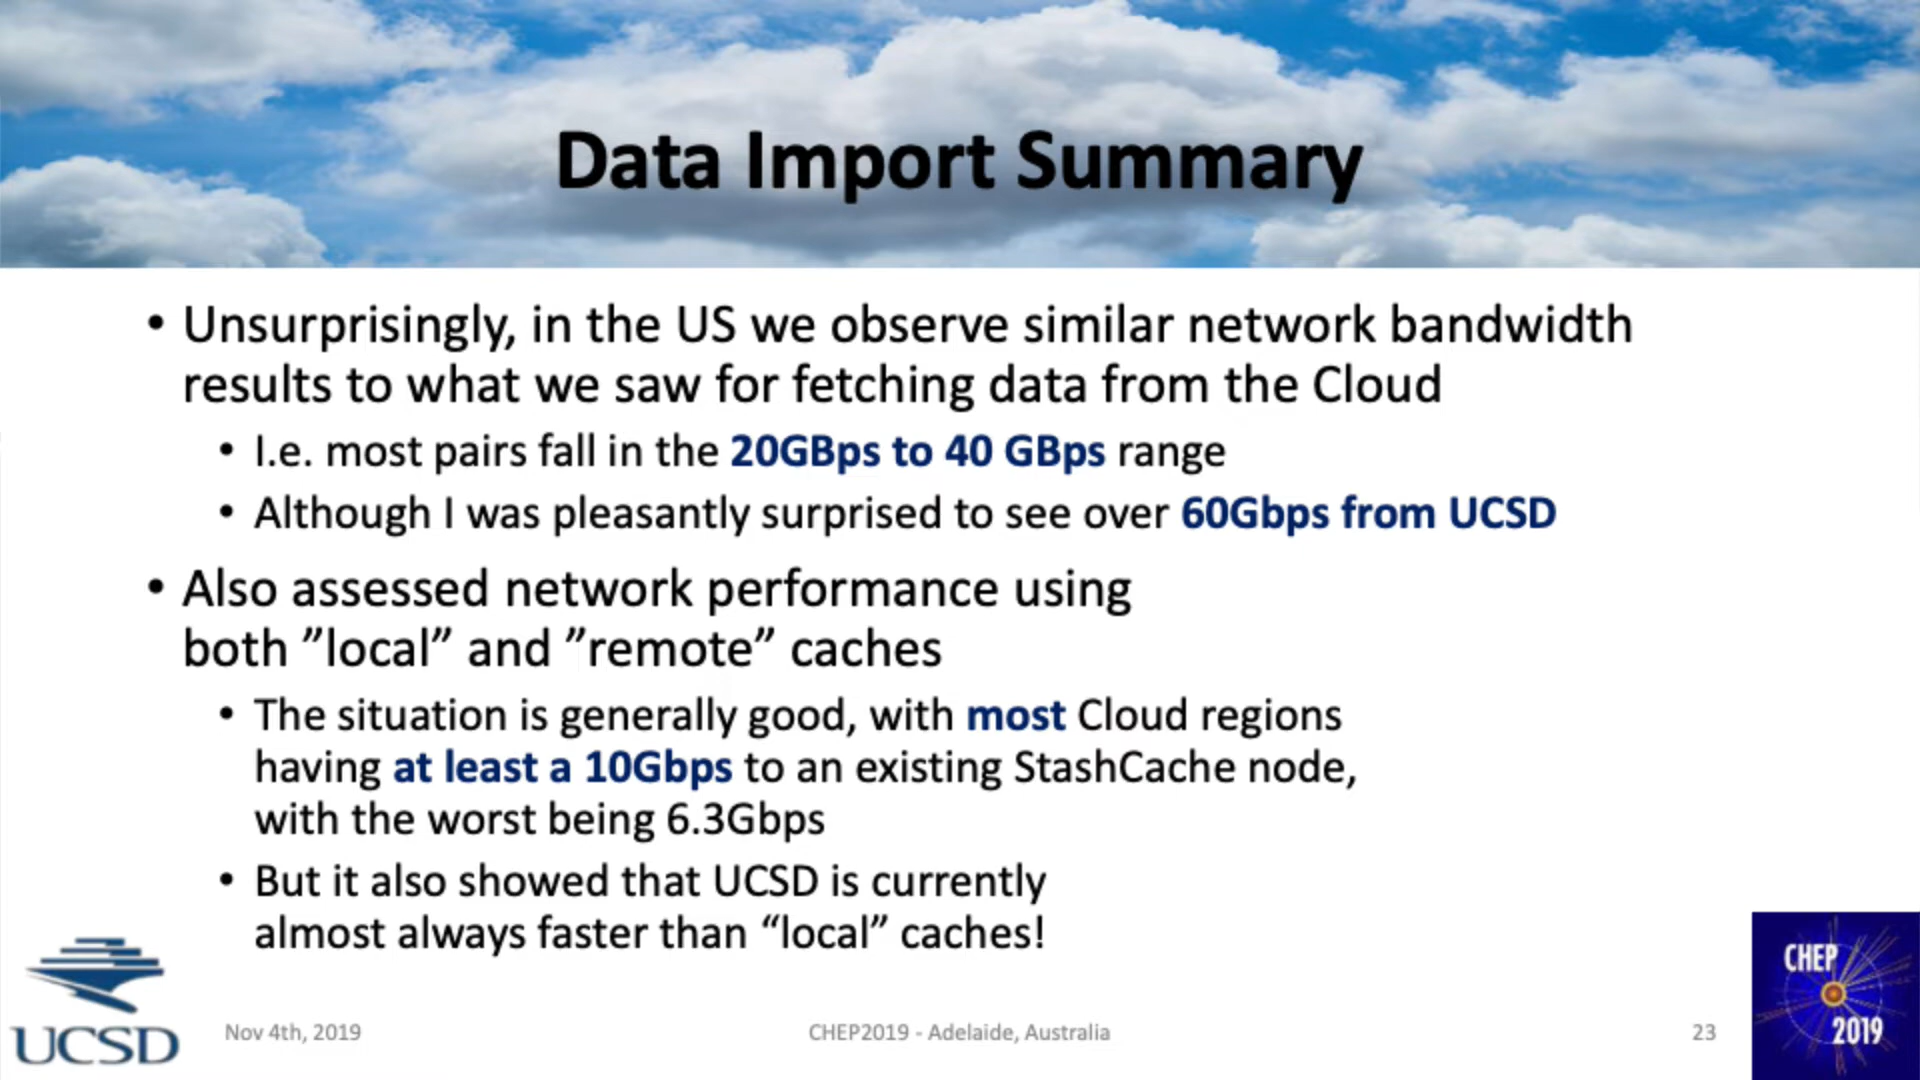 Data Import Summary
• Unsurprisingly, in the US we observe similar network bandwidth
results to what we saw for fetching data from the Cloud
• I.e. most pairs fall in the 20GBps to 40 GBps range
• Although I was pleasantly surprised to see over 60Gbps from UCSD
• Also assessed network performance using
both ”local” and ”remote” caches
• The situation is generally good, with most Cloud regions
having at least a 10Gbps to an existing StashCache node,
with the worst being 6.3Gbps
• But it also showed that UCSD is currently
almost always faster than “local” caches!
UCSD
Nov 4th, 2019
CHEP2019 - Adelaide, Australia
23
CHEP
2019